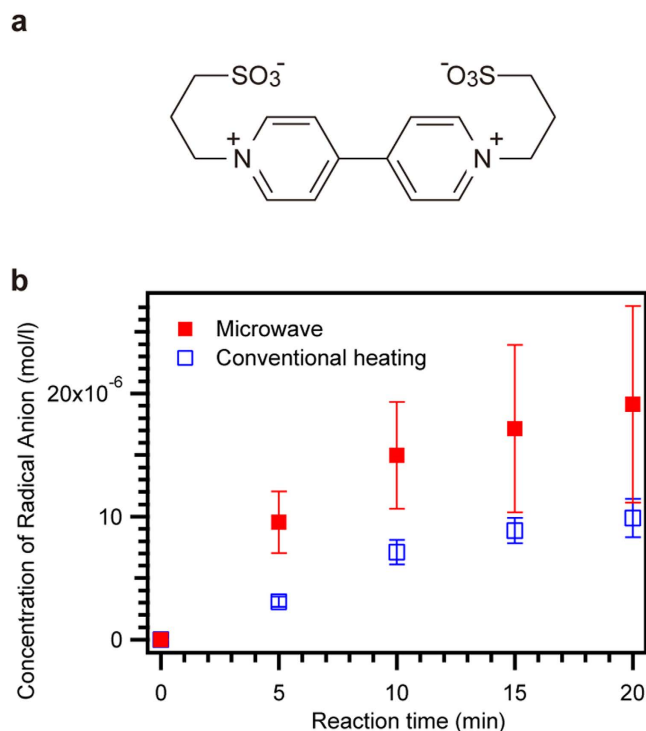 a
SO₃⁻ ⁻O₃S
+ +
N N
b
Microwave
Conventional heating
Concentration of Radical Anion (mol/l)
20x10⁻⁶
10
0
0 5 10 15 20
Reaction time (min)